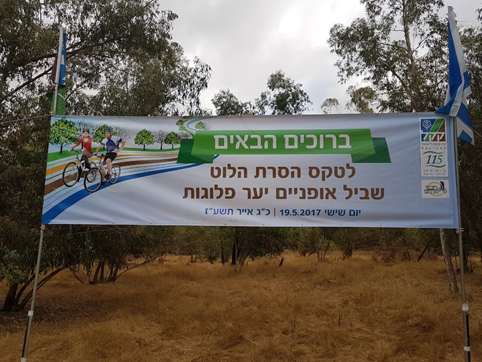 ברוכים הבאים
לטקס הסרת הלוט
שביל אופניים יער פלוגות
יום שישי 19.5.2017 | כ"ג אייר תשע"ז
115